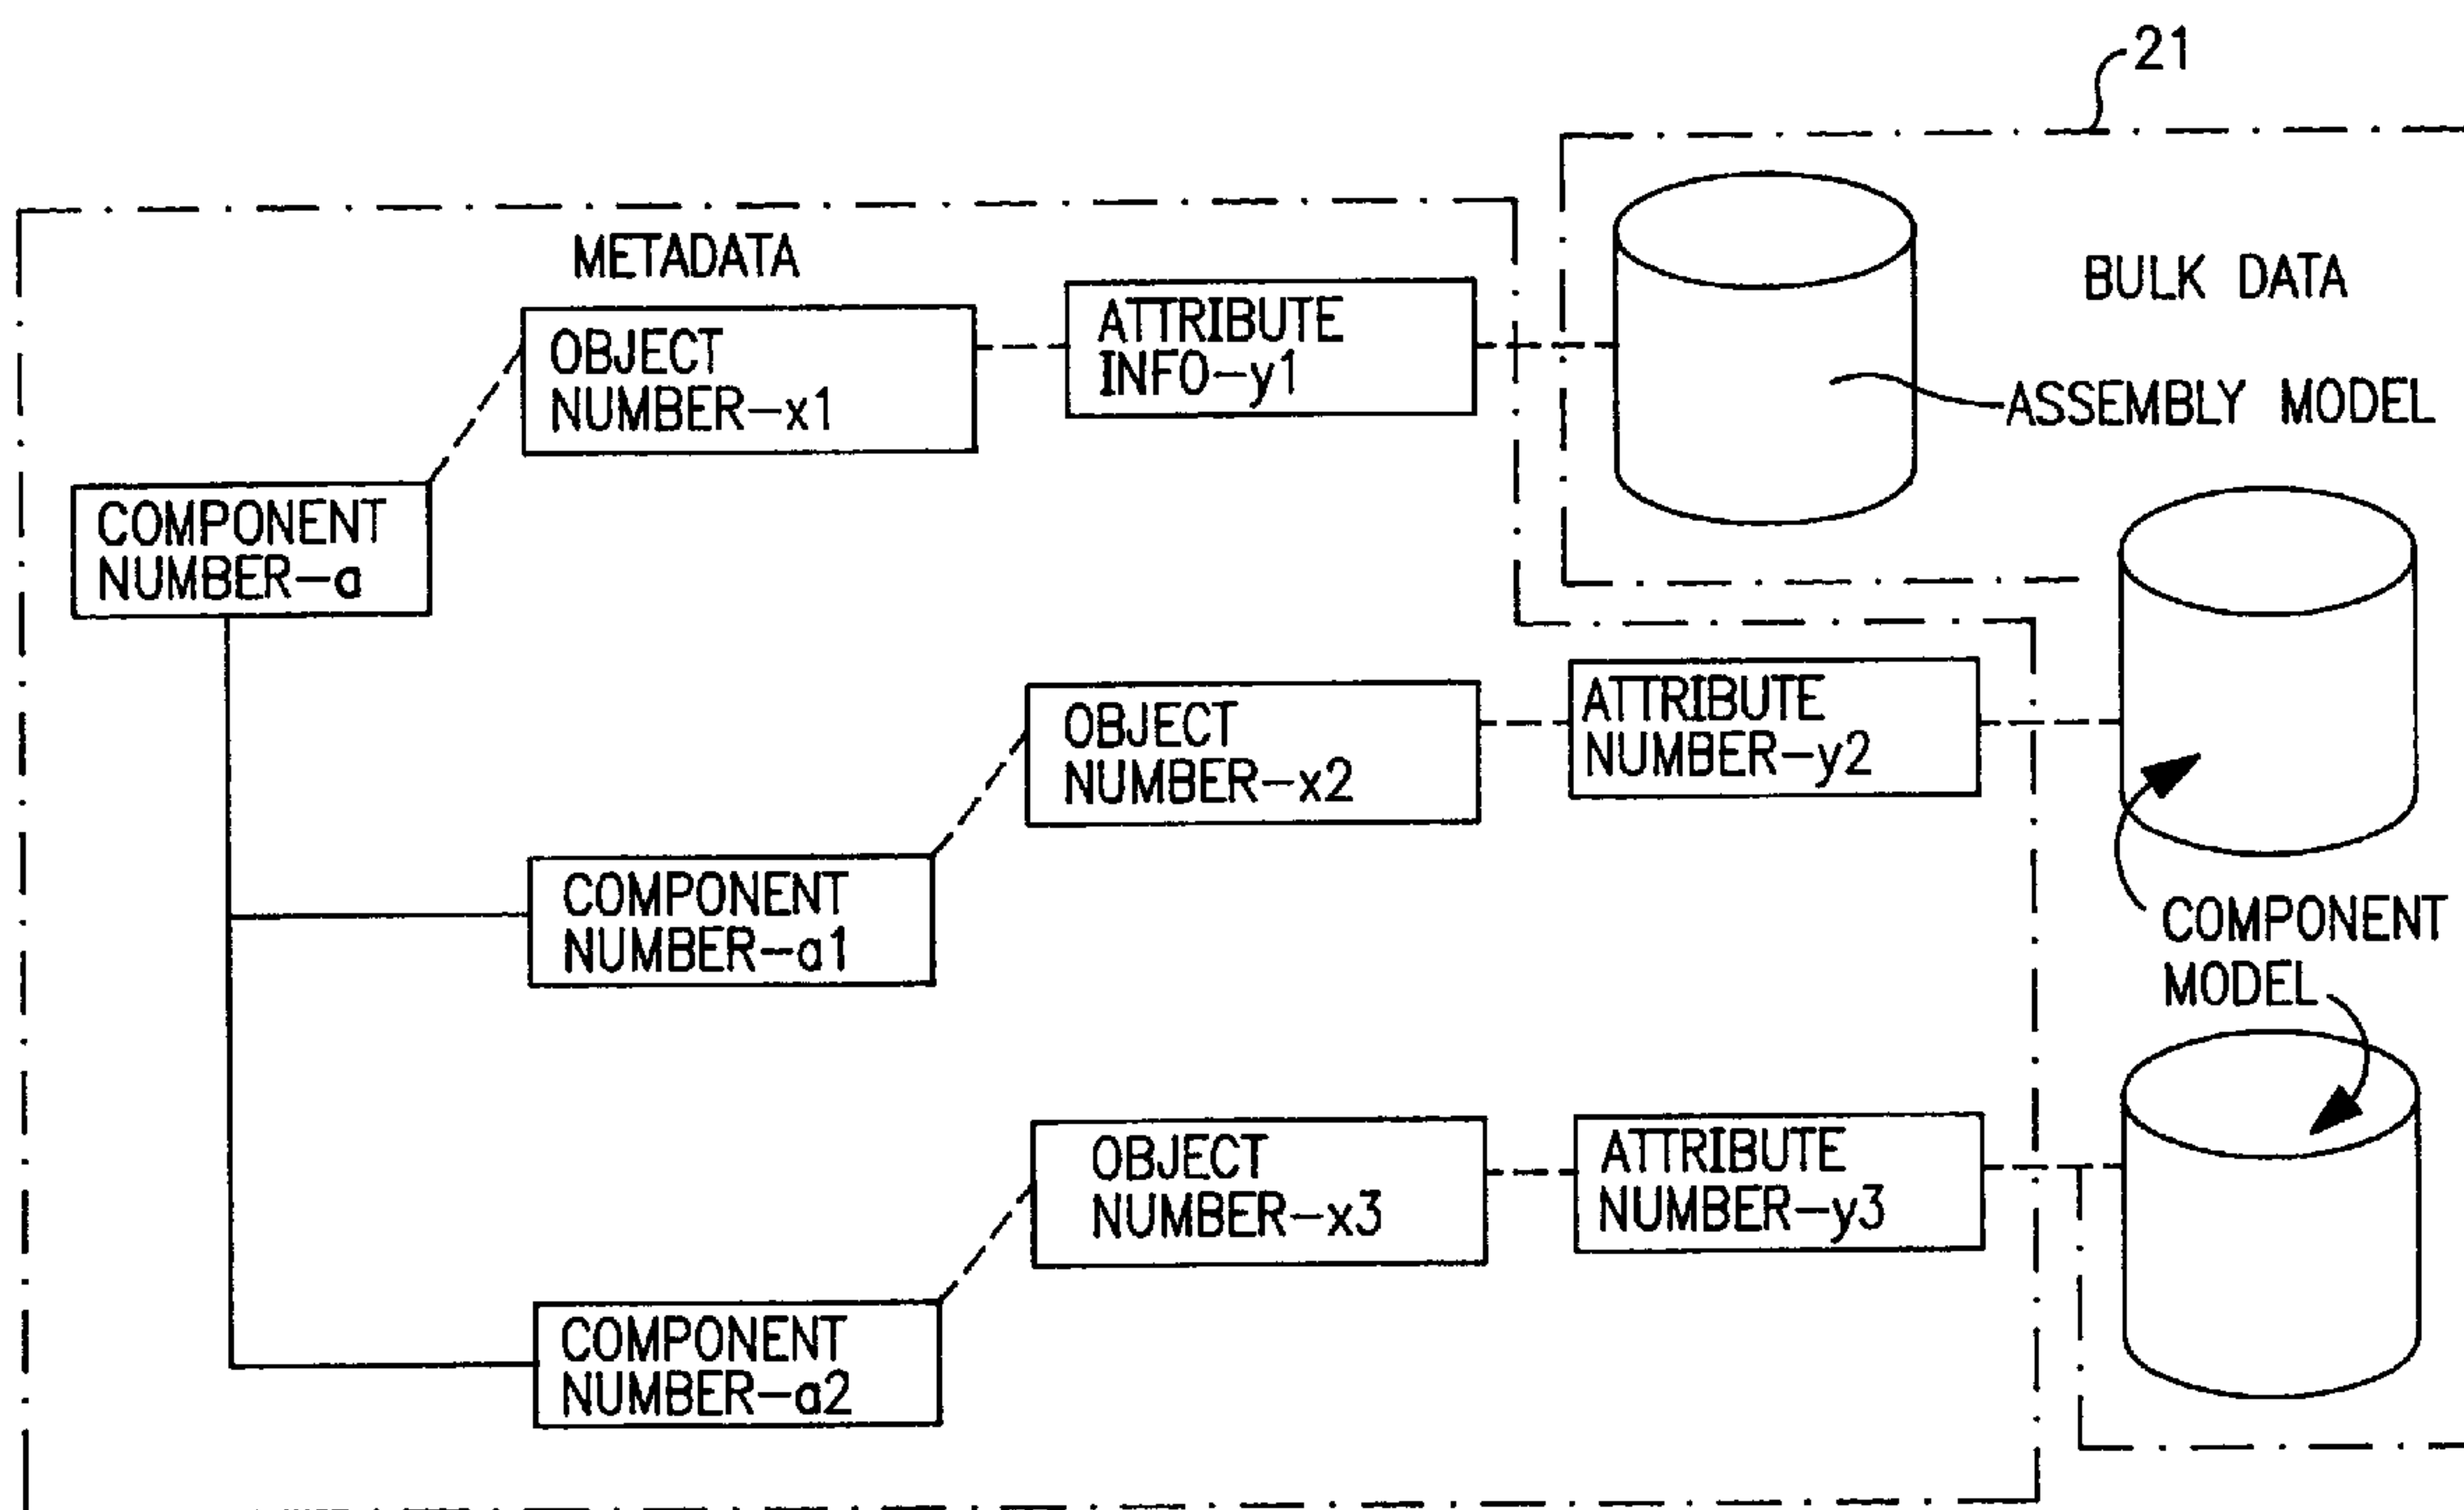 21
METADATA
BULK DATA
OBJECT
NUMBER-x1
ATTRIBUTE
INFO-y1
ASSEMBLY MODEL
COMPONENT
NUMBER-a
OBJECT
NUMBER-x2
ATTRIBUTE
NUMBER-y2
COMPONENT
NUMBER-a1
COMPONENT
MODEL
OBJECT
NUMBER-x3
ATTRIBUTE
NUMBER-y3
COMPONENT
NUMBER-a2